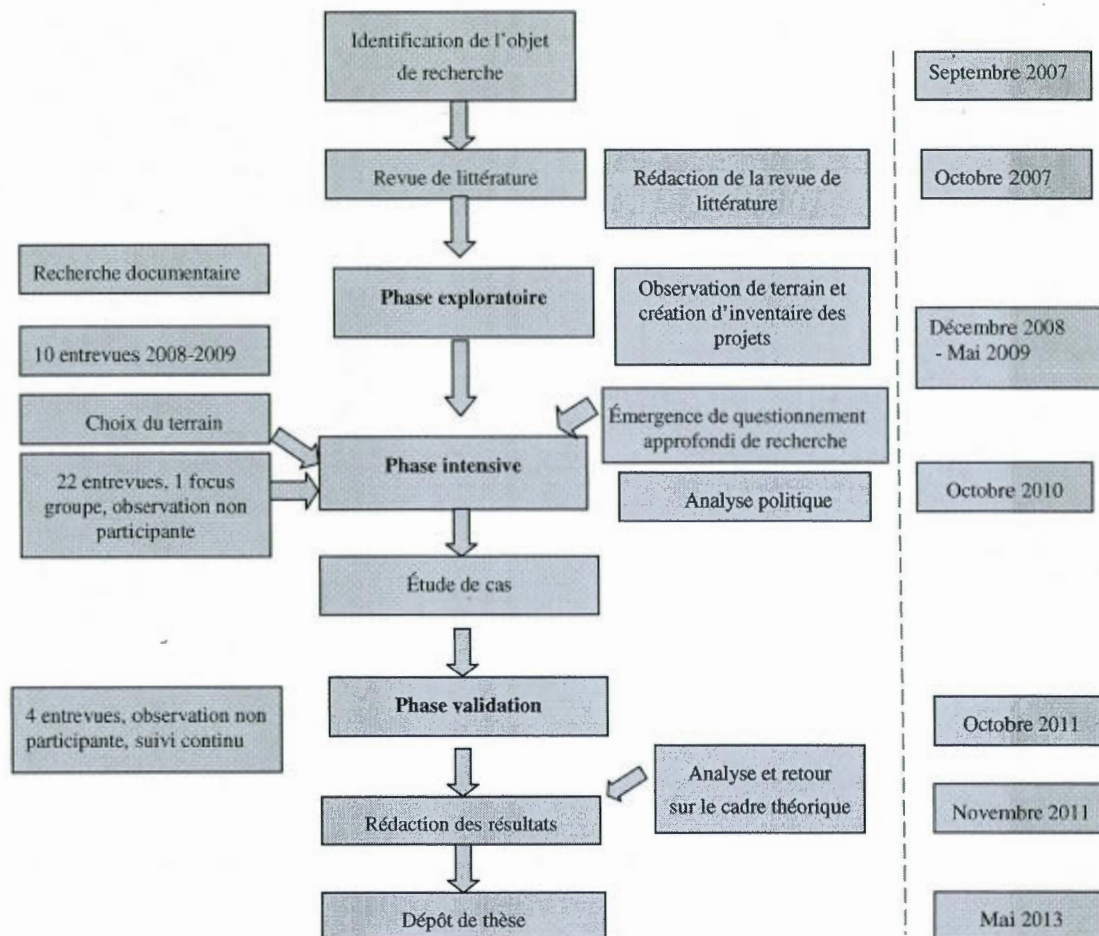 Identification de l'objet
de recherche
Septembre 2007
Revue de littérature
Rédaction de la revue de
littérature
Octobre 2007
Recherche documentaire
Phase exploratoire
Observation de terrain et
création d'inventaire des
projets
Décembre 2008
- Mai 2009
10 entrevues 2008-2009
Choix du terrain
Émergence de questionnement
approfondi de recherche
Phase intensive
22 entrevues, 1 focus
groupe, observation non
participante
Analyse politique
Octobre 2010
Étude de cas
4 entrevues, observation non
participante, suivi continu
Phase validation
Octobre 2011
Analyse et retour
sur le cadre théorique
Rédaction des résultats
Novembre 2011
Dépôt de thèse
Mai 2013